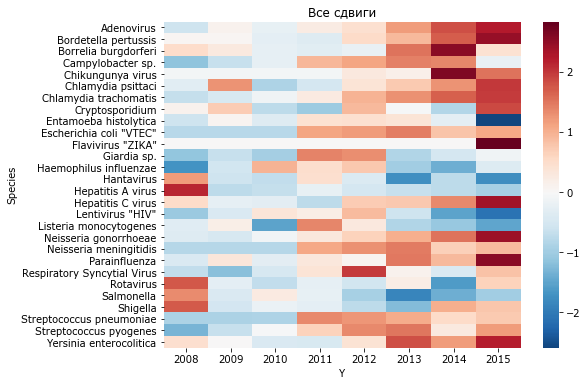 Все сдвиги
Species
Adenovirus
Bordetella pertussis
Borrelia burgdorferi
Campylobacter sp.
Chikungunya virus
Chlamydia psittaci
Chlamydia trachomatis
Cryptosporidium
Entamoeba histolytica
Escherichia coli "VTEC"
Flavivirus "ZIKA"
Giardia sp.
Haemophilus influenzae
Hantavirus
Hepatitis A virus
Hepatitis C virus
Lentivirus "HIV"
Listeria monocytogenes
Neisseria gonorrhoeae
Neisseria meningitidis
Parainfluenza
Respiratory Syncytial Virus
Rotavirus
Salmonella
Shigella
Streptococcus pneumoniae
Streptococcus pyogenes
Yersinia enterocolitica
2008 2009 2010 2011 2012 2013 2014 2015
Y
2
1
0
−1
−2